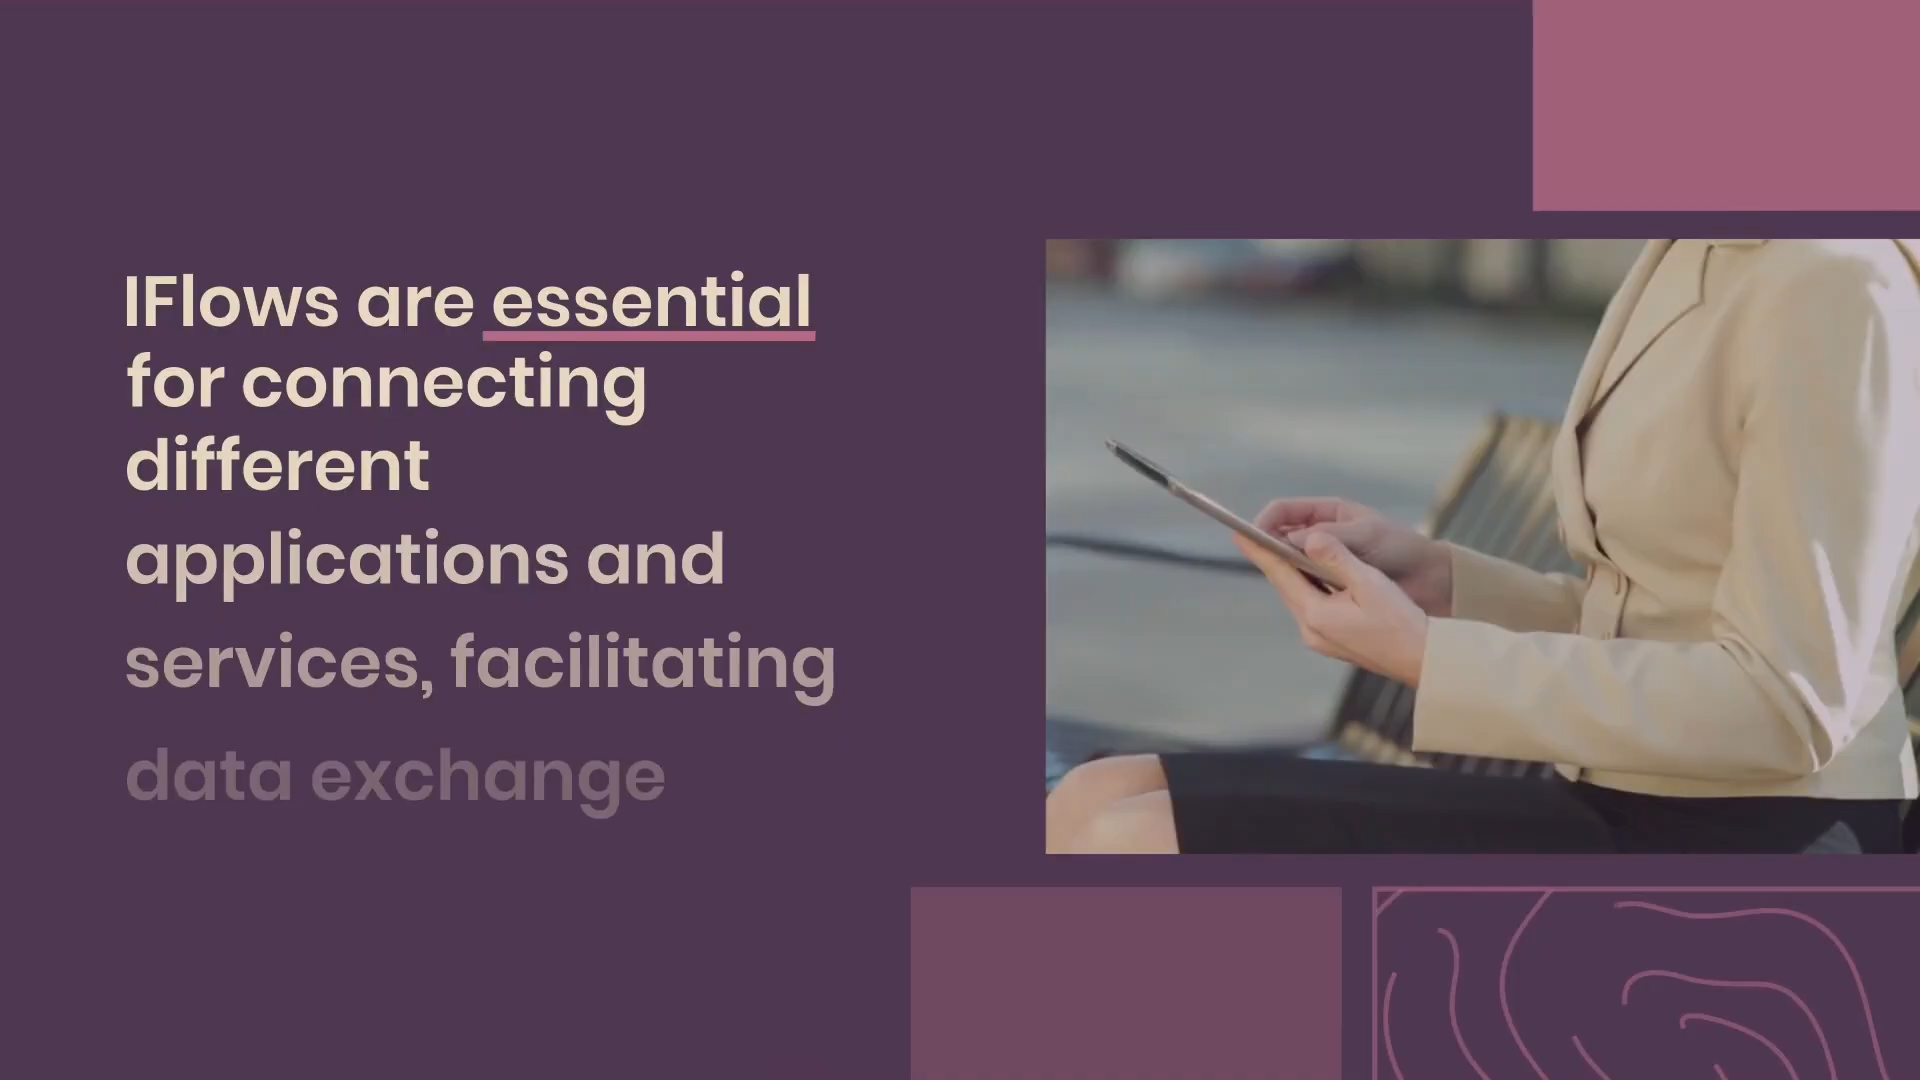 IFlows are essential
for connecting
different
applications and
services, facilitating
data exchange